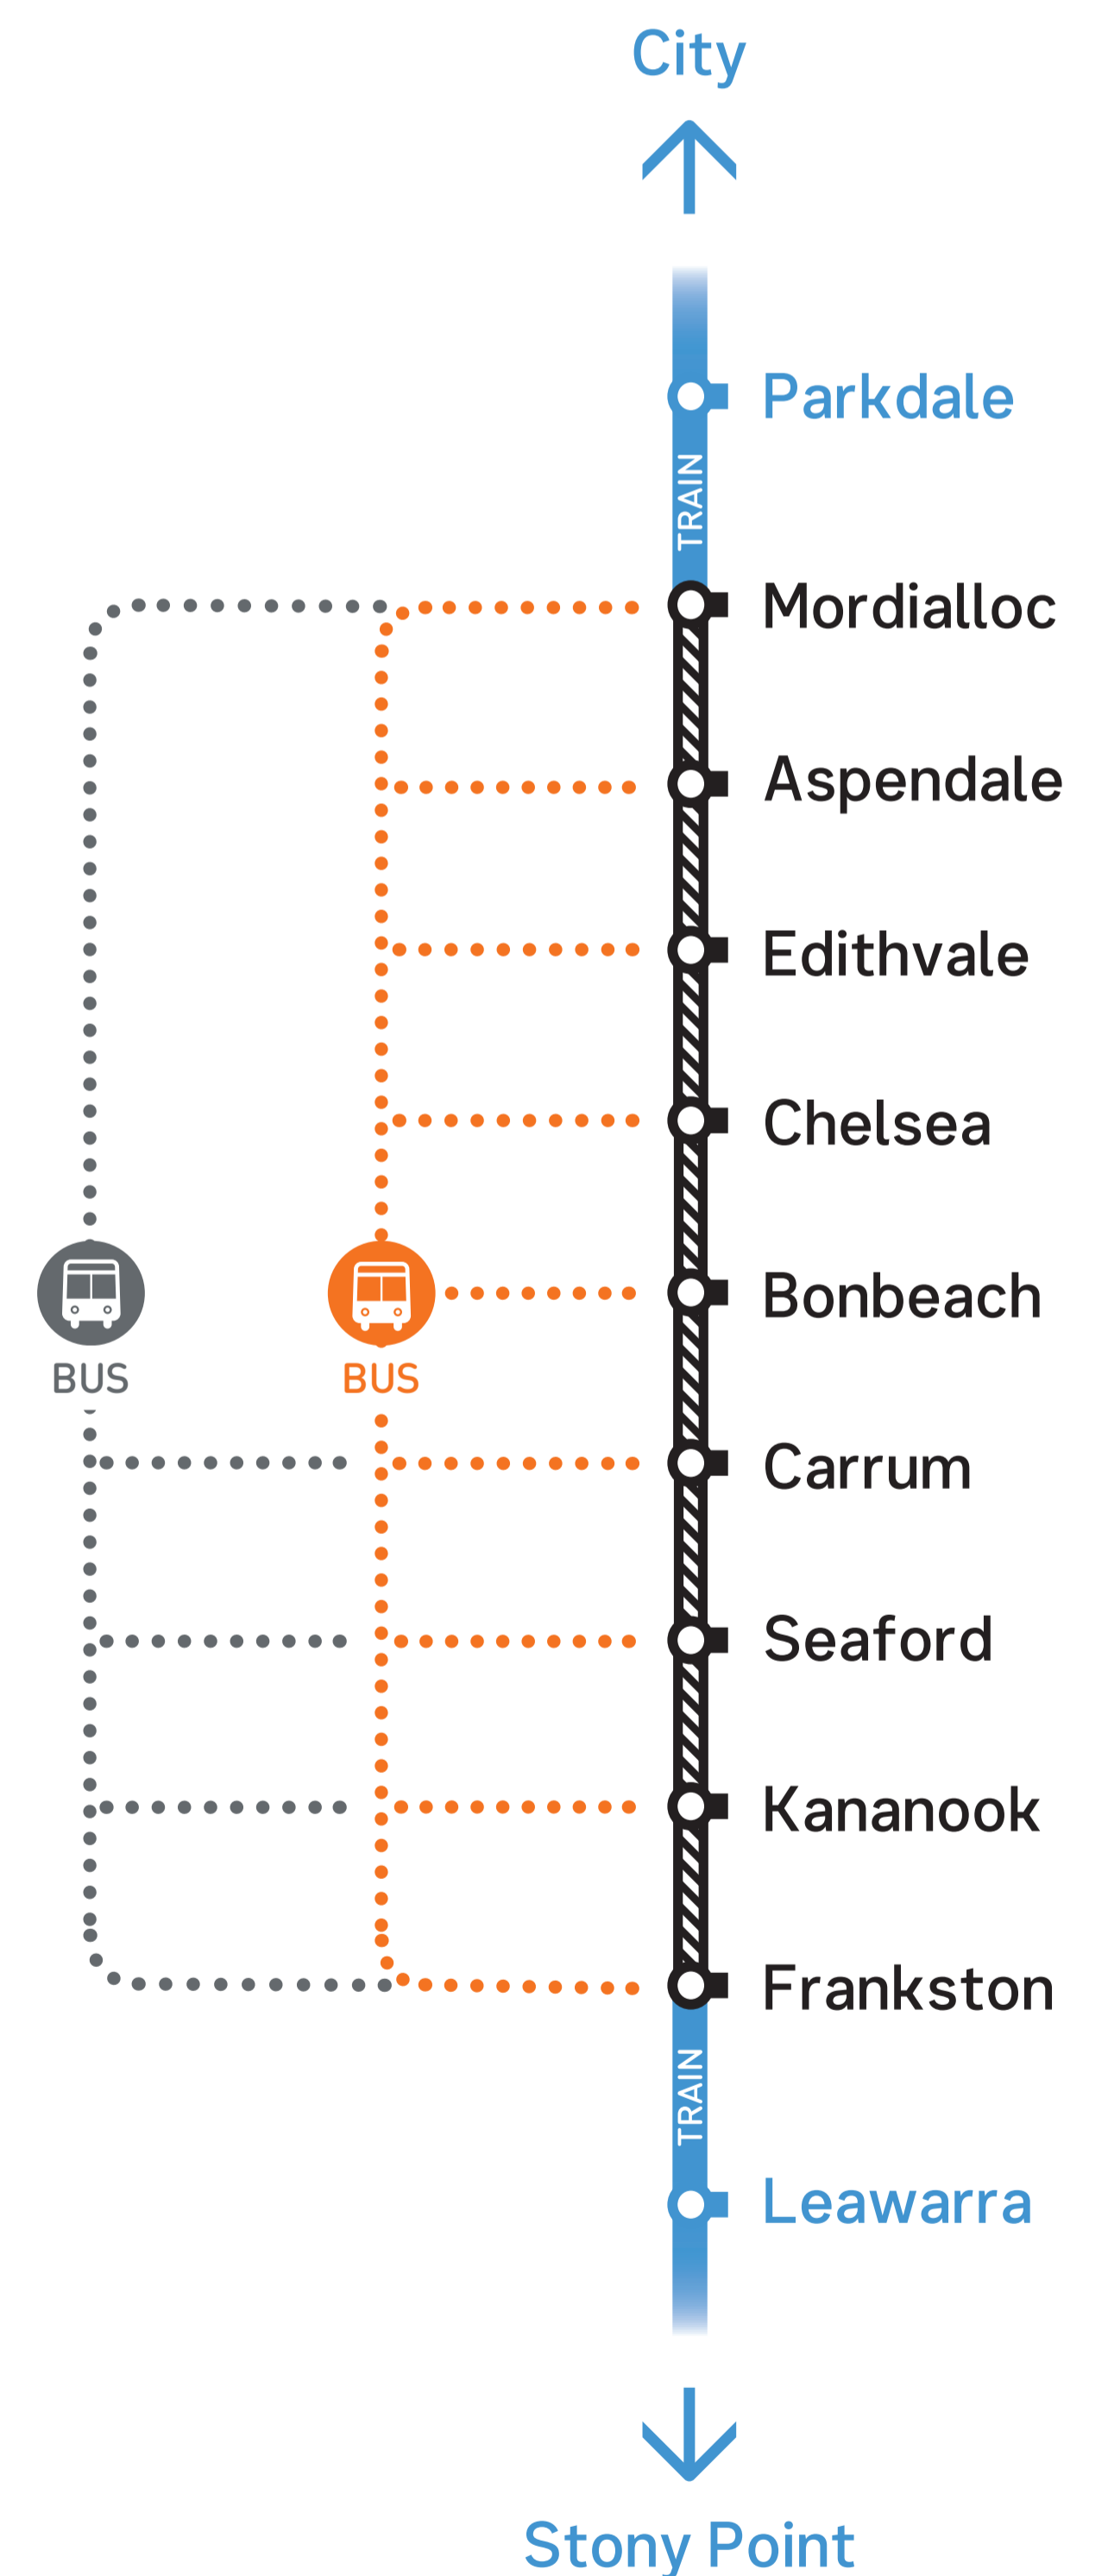 City
Parkdale
TRAIN
Mordialloc
Aspendale
Edithvale
Chelsea
Bonbeach
BUS
BUS
Carrum
Seaford
Kananook
Frankston
TRAIN
Leawarra
Stony Point